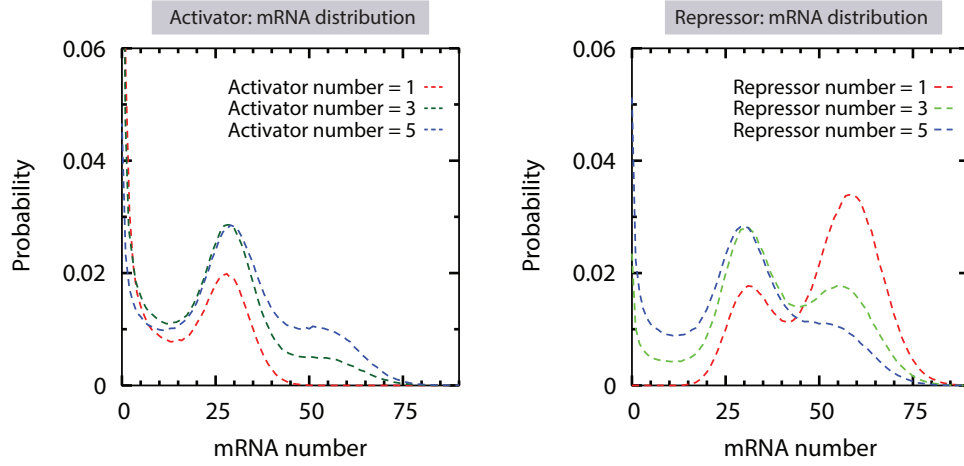 Activator: mRNA distribution
0.06
0.04
0.02
0
Probability
Activator number = 1
Activator number = 3
Activator number = 5
0 25 50 75
mRNA number
Repressor: mRNA distribution
0.06
0.04
0.02
0
Probability
Repressor number = 1
Repressor number = 3
Repressor number = 5
0 25 50 75
mRNA number